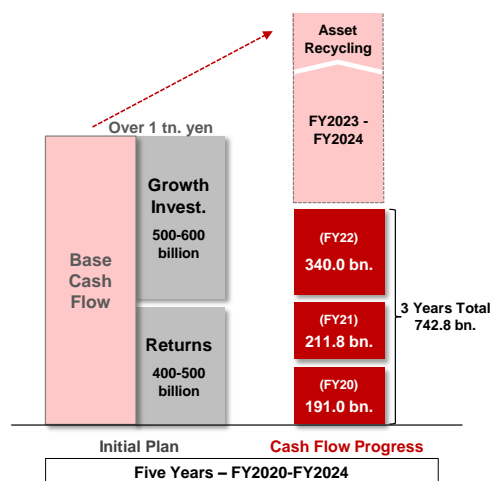 Asset
Recycling
FY2023 -
FY2024
Over 1 tn. yen
Growth
Invest.
500-600
billion
Base
Cash
Flow
Returns
400-500
billion
(FY22)
340.0 bn.
(FY21)
211.8 bn.
(FY20)
191.0 bn.
3 Years Total
742.8 bn.
Initial Plan
Cash Flow Progress
Five Years – FY2020-FY2024